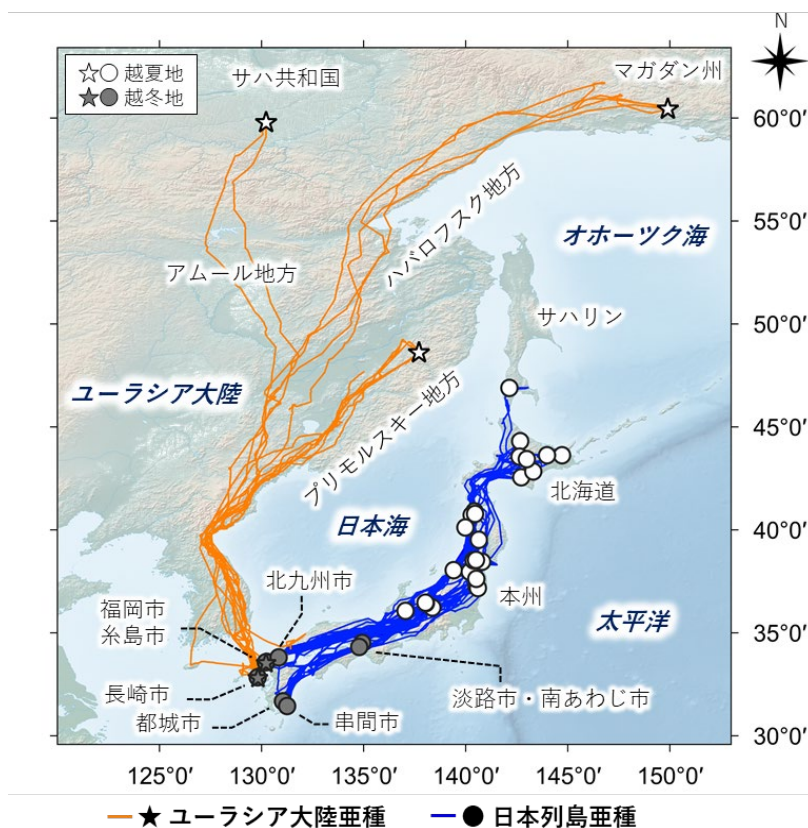 N
☆○越夏地
★●越冬地
サハ共和国
マガダン州
60°0′
ハバロフスク地方
55°0′
オホーツク海
アムール地方
サハリン
50°0′
ユーラシア大陸
プリモルスキー地方
45°0′
北海道
日本海
40°0′
北九州市
福岡市
糸島市
本州
太平洋
35°0′
長崎市
淡路市・南あわじ市
都城市
串間市
30°0′
125°0′ 130°0′ 135°0′ 140°0′ 145°0′ 150°0′
★ユーラシア大陸亜種 ●日本列島亜種